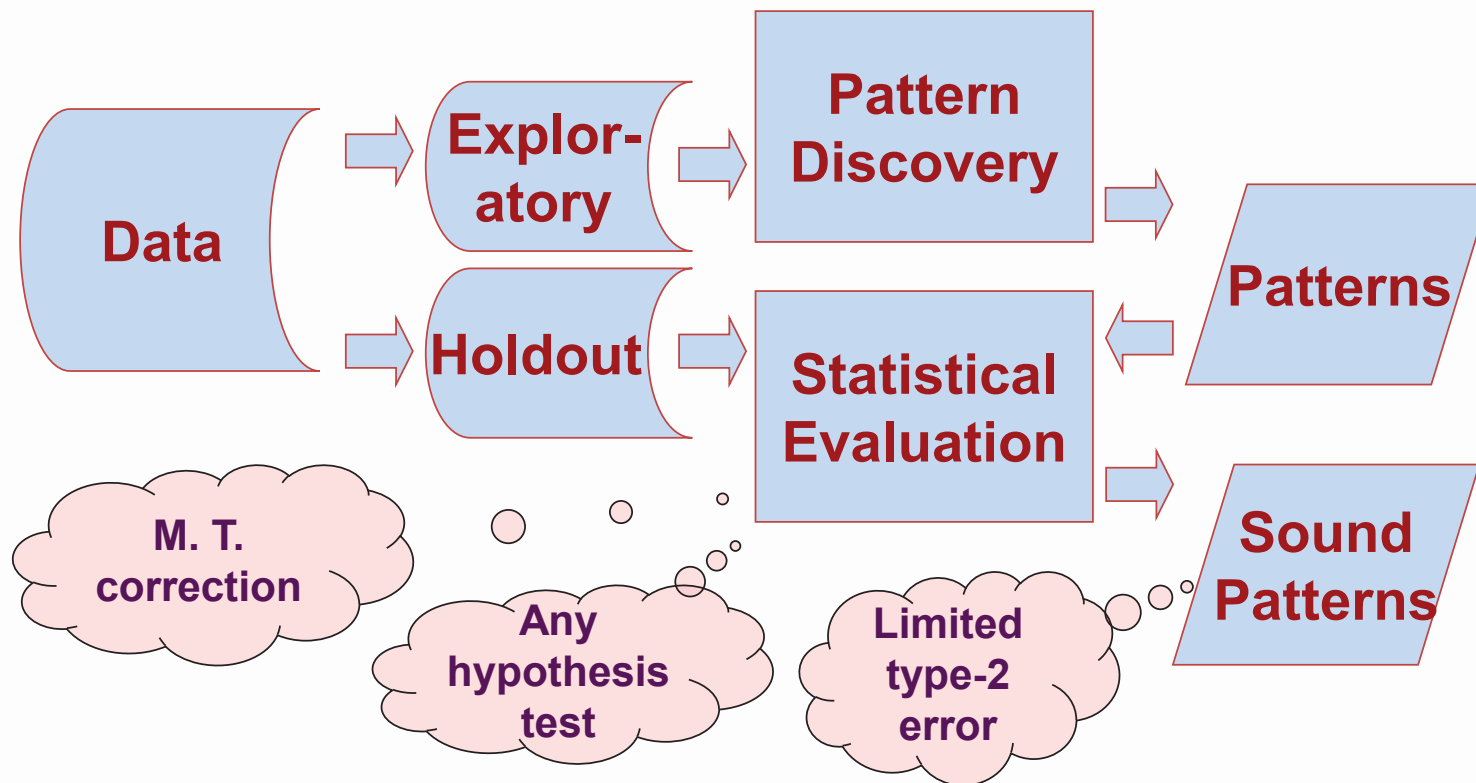 Data
Explor-
atory
Pattern
Discovery
Patterns
Holdout
Statistical
Evaluation
Sound
Patterns
M. T.
correction
Any
hypothesis
test
Limited
type-2
error